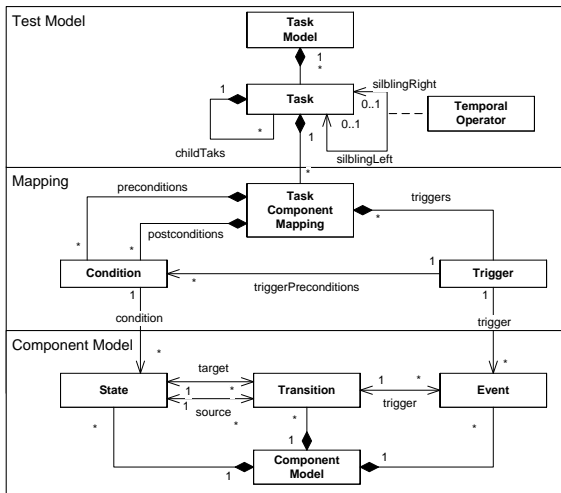 Test Model
Task
Model
1
*
1
Task
silblingRight
0..1
0..1
Temporal
Operator
*
1
childTaks
silblingLeft
*
Mapping
preconditions
Task
Component
Mapping
triggers
*
postconditions
*
*
Condition
1
Trigger
*
triggerPreconditions
1
1
condition
trigger
Component Model
*
*
target
State
Transition
Event
1
*
1
*
1
source
trigger
*
*
*
*
1
Component
Model
1
1